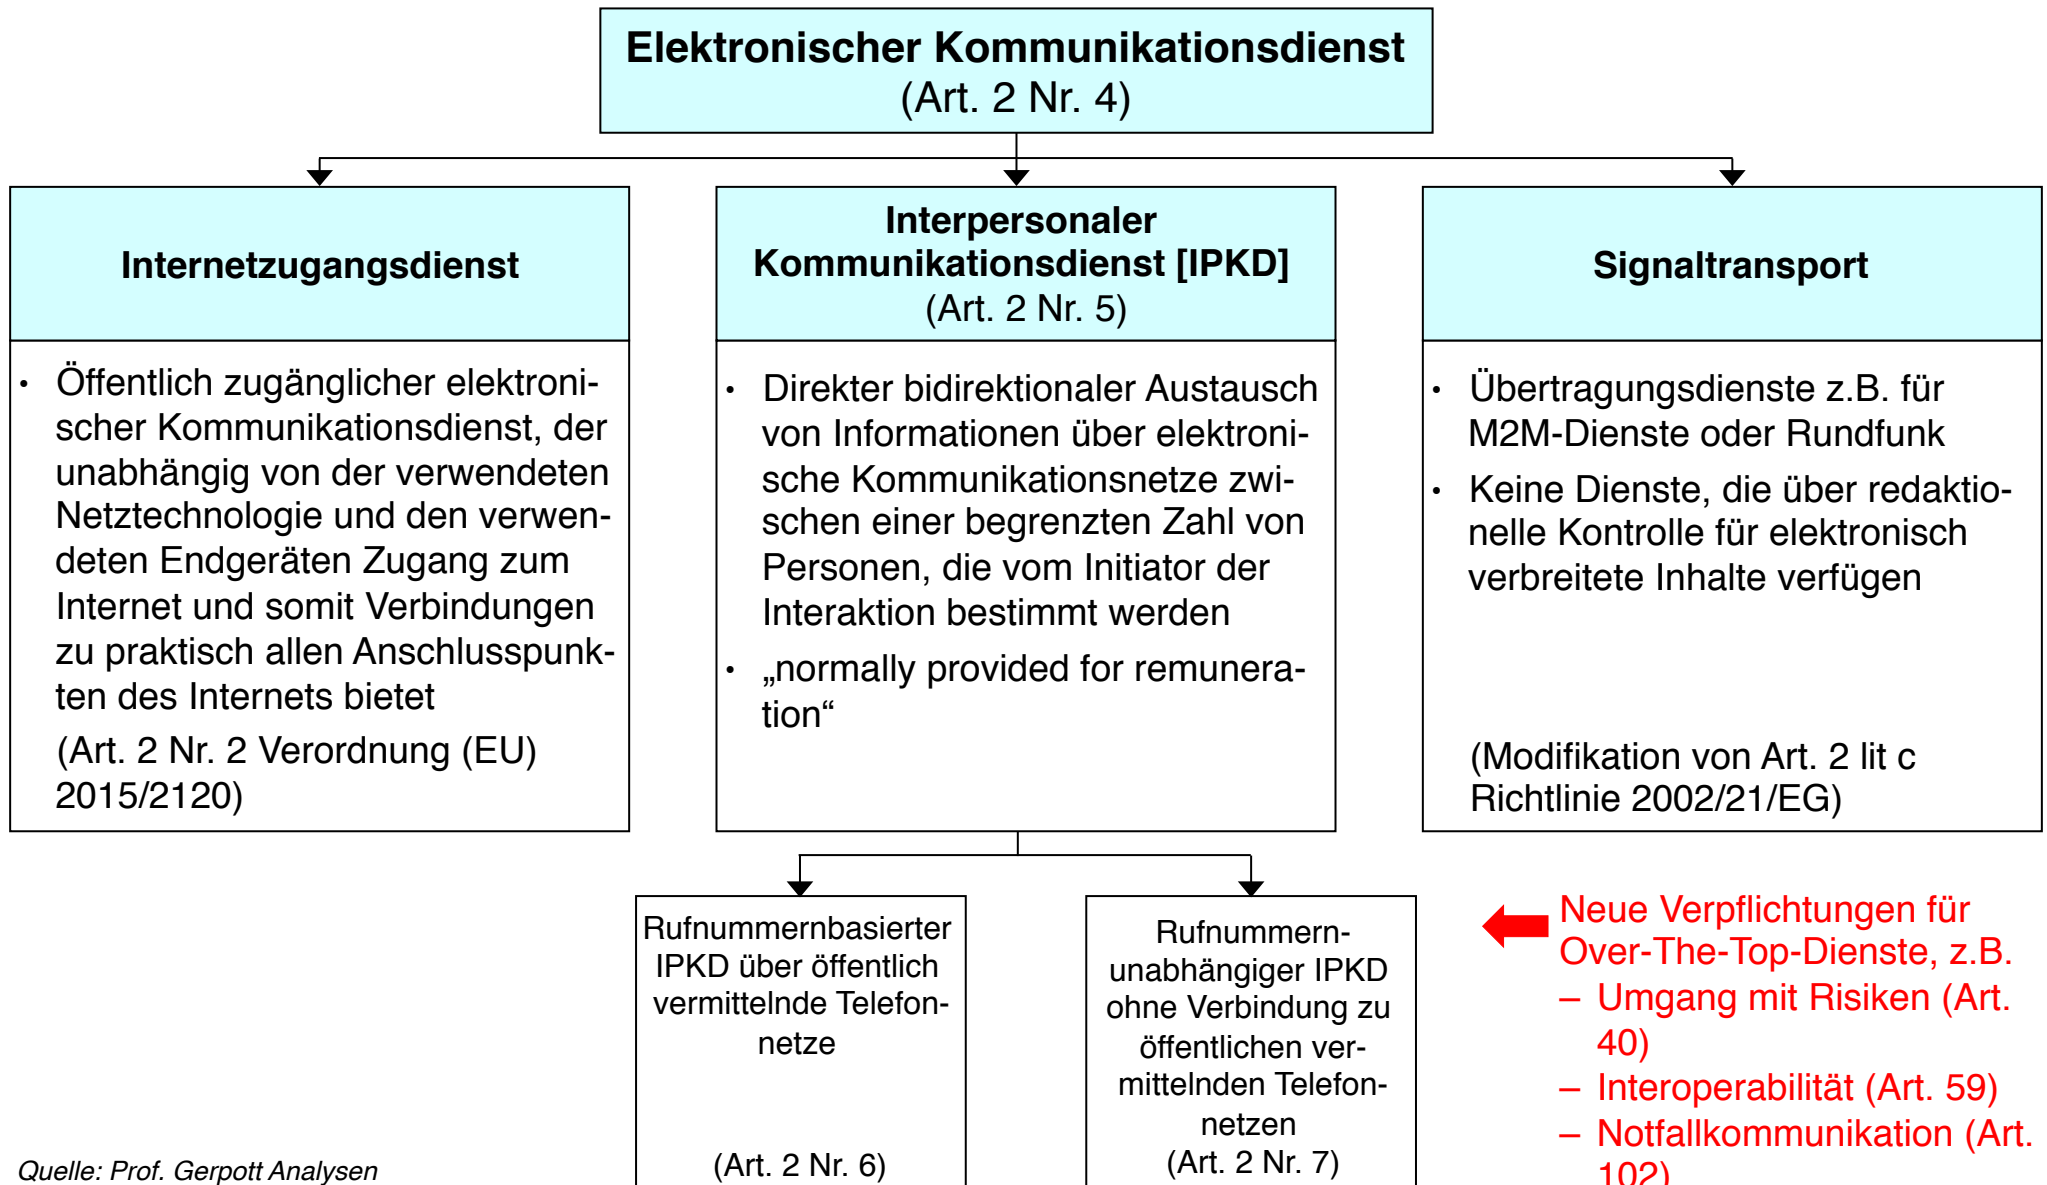 Elektronischer Kommunikationsdienst
(Art. 2 Nr. 4)
Internetzugangsdienst
• Öffentlich zugänglicher elektroni-
scher Kommunikationsdienst, der
unabhängig von der verwendeten
Netztechnologie und den verwen-
deten Endgeräten Zugang zum
Internet und somit Verbindungen
zu praktisch allen Anschlusspunk-
ten des Internets bietet
(Art. 2 Nr. 2 Verordnung (EU)
2015/2120)
Interpersonaler
Kommunikationsdienst [IPKD]
(Art. 2 Nr. 5)
• Direkter bidirektionaler Austausch
von Informationen über elektroni-
sche Kommunikationsnetze zwi-
schen einer begrenzten Zahl von
Personen, die vom Initiator der
Interaktion bestimmt werden
• „normally provided for remunera-
tion“
Signaltransport
• Übertragungsdienste z.B. für
M2M-Dienste oder Rundfunk
• Keine Dienste, die über redaktio-
nelle Kontrolle für elektronisch
verbreitete Inhalte verfügen
(Modifikation von Art. 2 lit c
Richtlinie 2002/21/EG)
Rufnummernbasierter
IPKD über öffentlich
vermittelnde Telefon-
netze
(Art. 2 Nr. 6)
Rufnummern-
unabhängiger IPKD
ohne Verbindung zu
öffentlichen ver-
mittelnden Telefon-
netzen
(Art. 2 Nr. 7)
Neue Verpflichtungen für
Over-The-Top-Dienste, z.B.
– Umgang mit Risiken (Art.
40)
– Interoperabilität (Art. 59)
– Notfallkommunikation (Art.
102)
Quelle: Prof. Gerpott Analysen